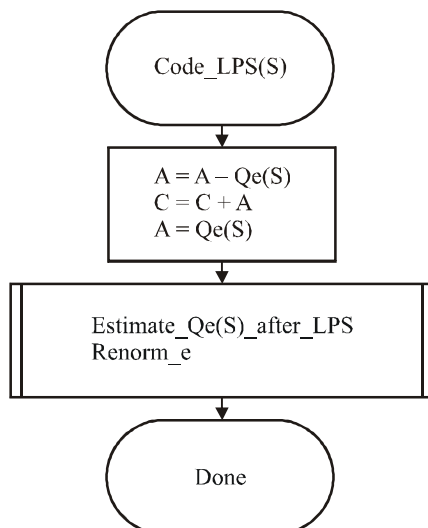 Code_LPS(S)
A = A – Qe(S)
C = C + A
A = Qe(S)
Estimate_Qe(S)_after_LPS
Renorm_e
Done